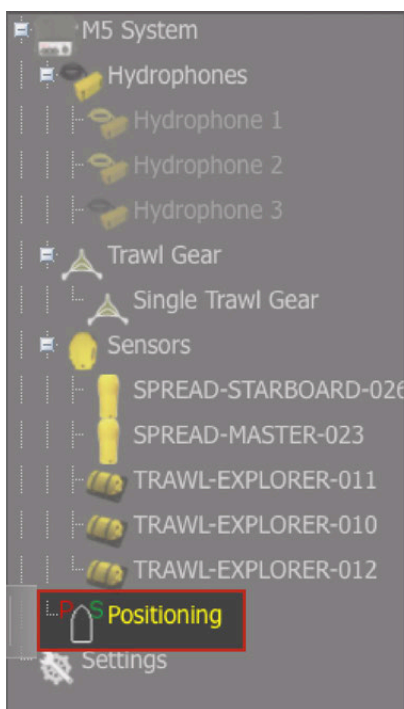 M5 System
Hydrophones
Hydrophone 1
Hydrophone 2
Hydrophone 3
Trawl Gear
Single Trawl Gear
Sensors
SPREAD-STARBOARD-026
SPREAD-MASTER-023
TRAWL-EXPLORER-011
TRAWL-EXPLORER-010
TRAWL-EXPLORER-012
P S Positioning
Settings